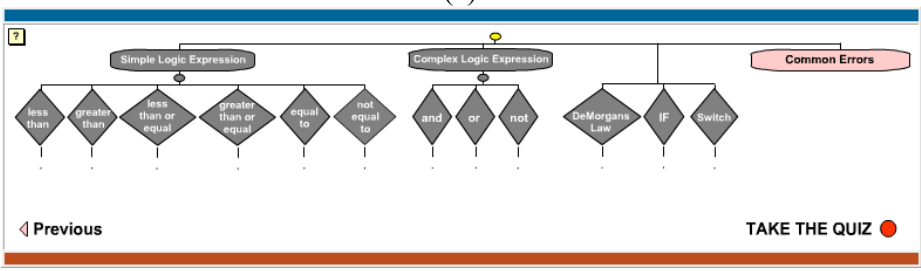 ?
Simple Logic Expression
Complex Logic Expression
Common Errors
less
than
greater
than
less
than or
equal
greater
than or
equal
equal
to
not
equal
to
and
or
not
DeMorgans
Law
IF
Switch
Previous
TAKE THE QUIZ